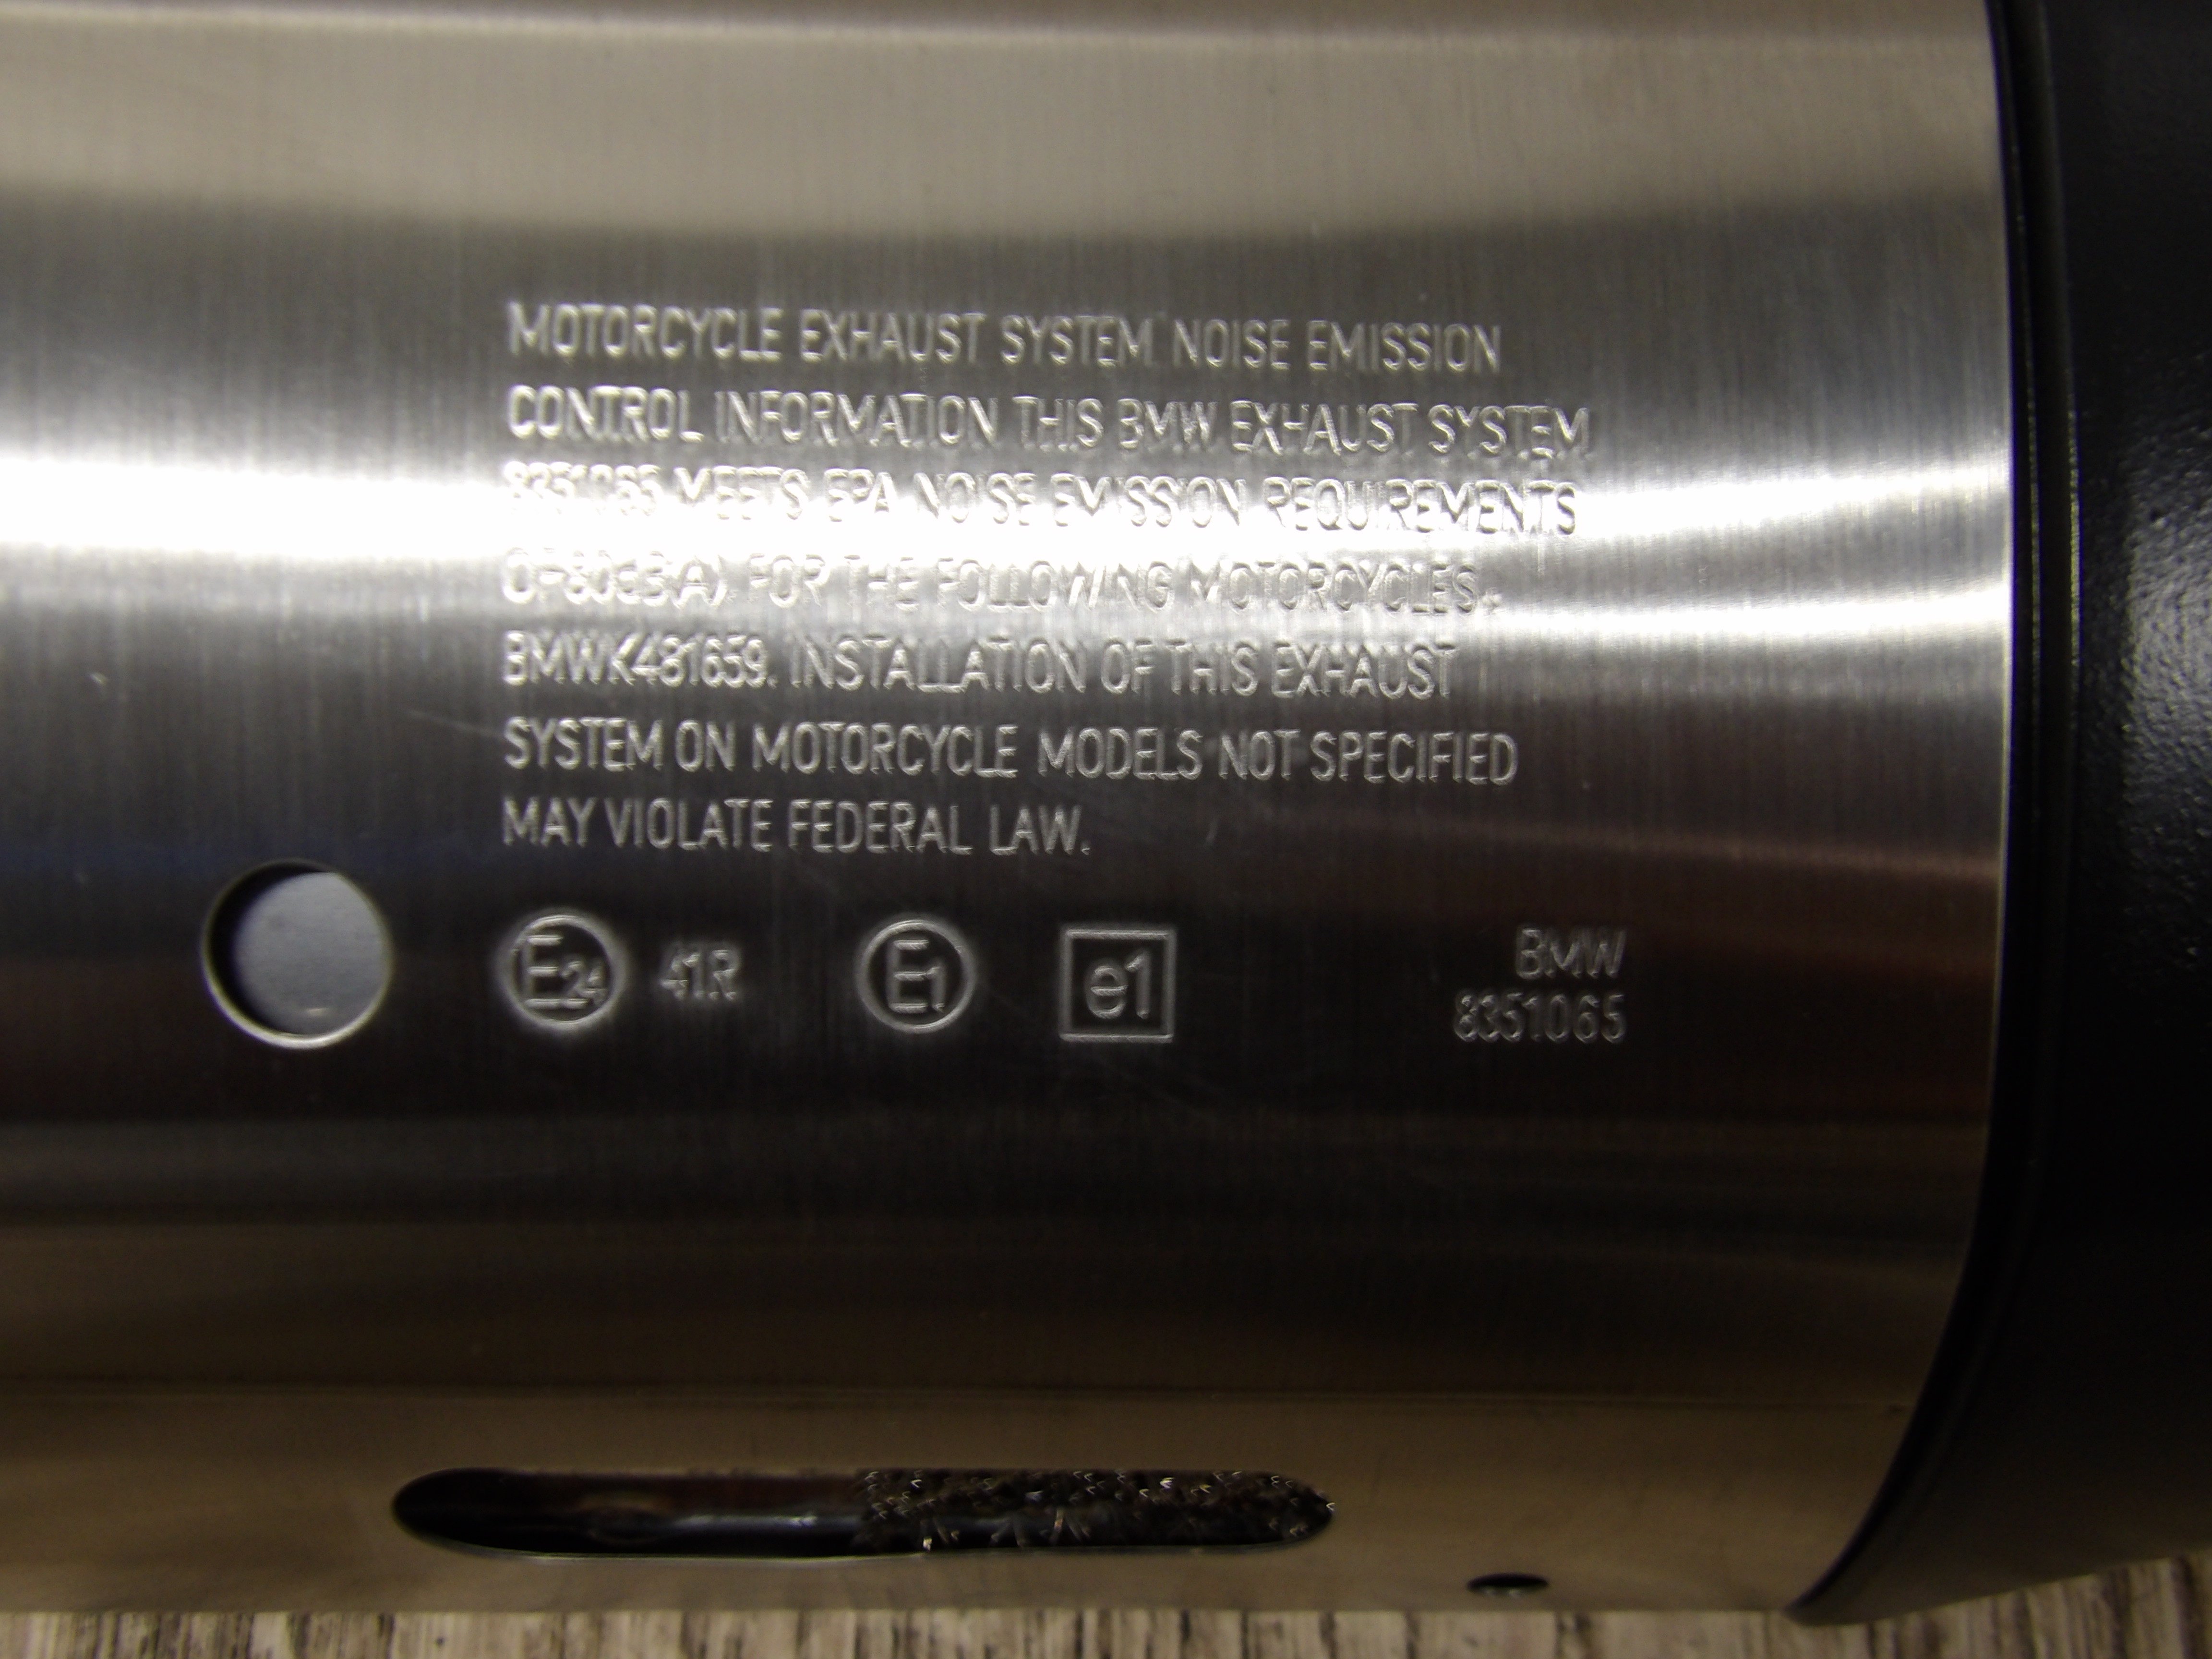 MOTORCYCLE EXHAUST SYSTEM NOISE EMISSION
CONTROL INFORMATION THIS BMW EXHAUST SYSTEM
8351065 MEETS EPA NOISE EMISSION REQUIREMENTS
FOR THE FOLLOWING MOTORCYCLES.
BMWK481659. INSTALLATION OF THIS EXHAUST
SYSTEM ON MOTORCYCLE MODELS NOT SPECIFIED
MAY VIOLATE FEDERAL LAW.
E24 41R E1 e1
BMW
8351065